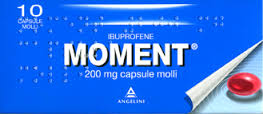 10
CAPSULE
MOLLI
IBUPROFENE
MOMENT®
200 mg capsule molli
ANGELINI